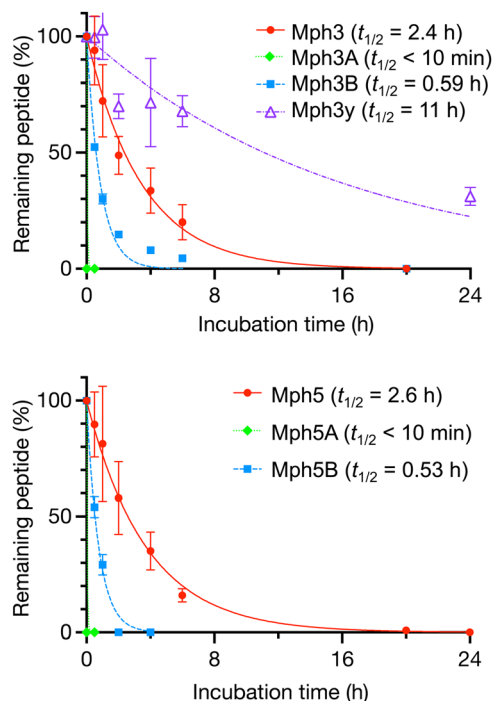 Mph3 (t1/2 = 2.4 h)
Mph3A (t1/2 < 10 min)
Mph3B (t1/2 = 0.59 h)
Mph3y (t1/2 = 11 h)
Remaining peptide (%)
100
50
0
0 8 16 24
Incubation time (h)
Mph5 (t1/2 = 2.6 h)
Mph5A (t1/2 < 10 min)
Mph5B (t1/2 = 0.53 h)
Remaining peptide (%)
100
50
0
0 8 16 24
Incubation time (h)